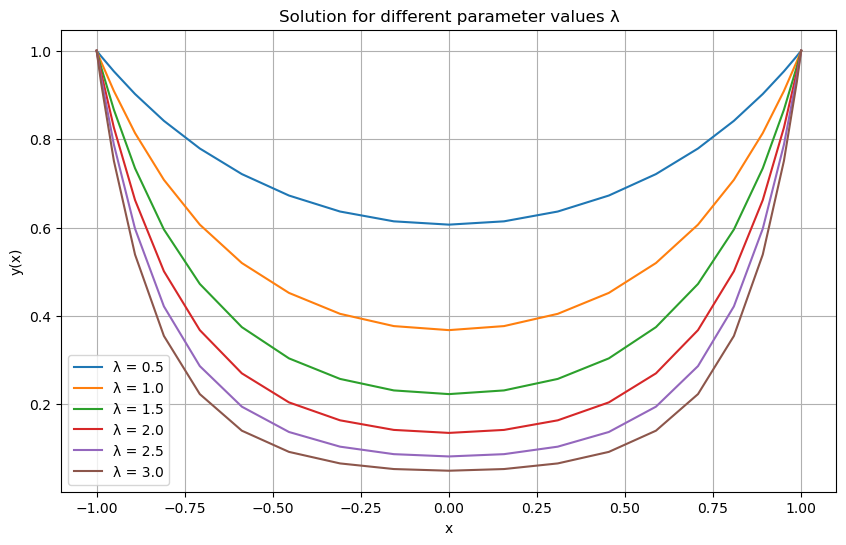 Solution for different parameter values λ
y(x)
1.0
0.8
0.6
0.4
0.2
λ = 0.5
λ = 1.0
λ = 1.5
λ = 2.0
λ = 2.5
λ = 3.0
−1.00 −0.75 −0.50 −0.25 0.00 0.25 0.50 0.75 1.00
x